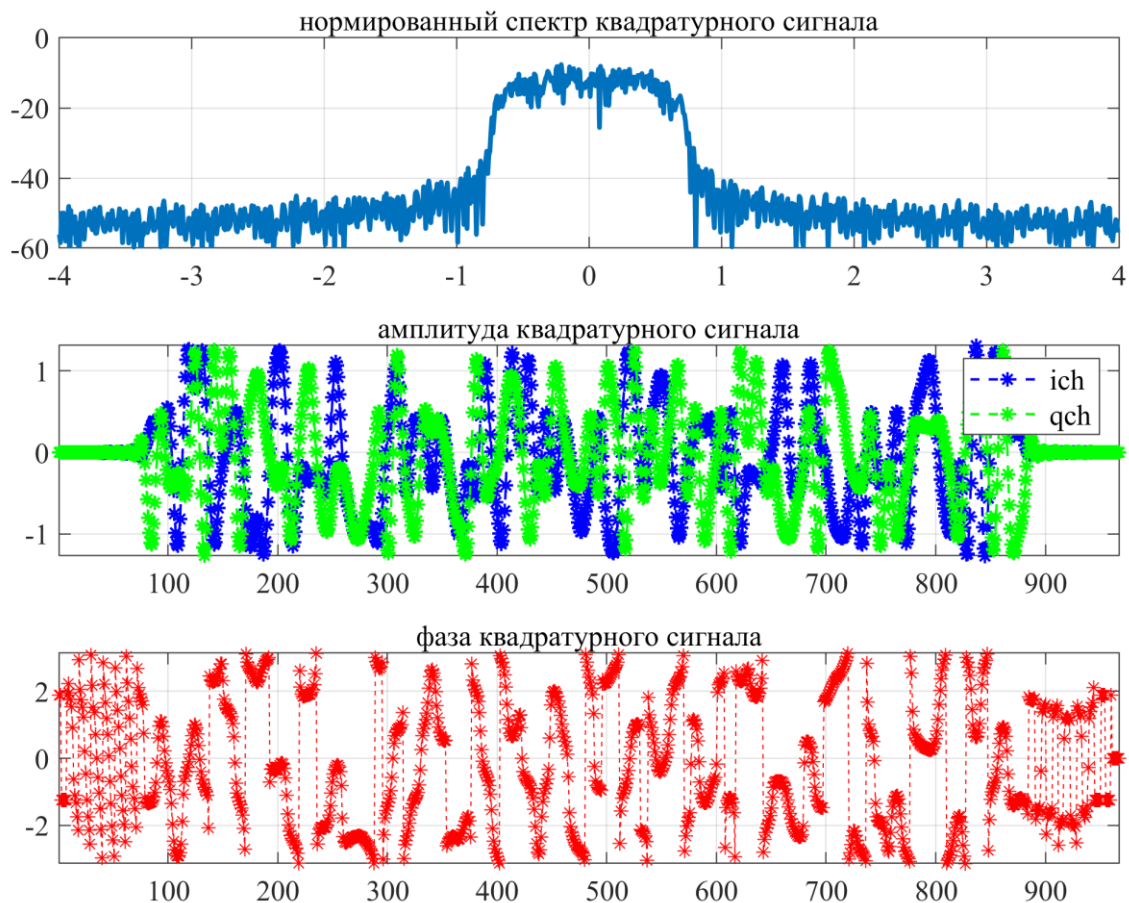 нормированный спектр квадратурного сигнала
0
-20
-40
-60
-4 -3 -2 -1 0 1 2 3 4
амплитуда квадратурного сигнала
1
0
-1
ich
qch
100 200 300 400 500 600 700 800 900
фаза квадратурного сигнала
2
0
-2
100 200 300 400 500 600 700 800 900